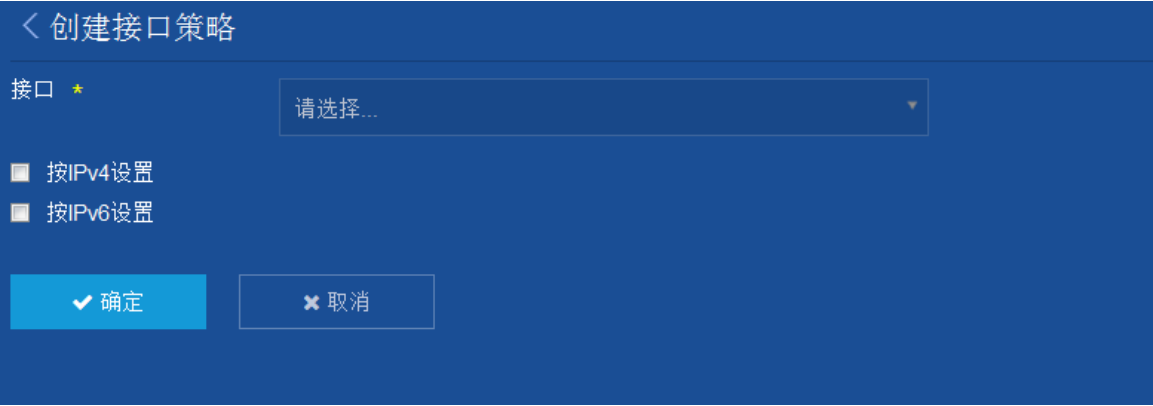 创建接口策略
接口 *
请选择...
按IPv4设置
按IPv6设置
确定 取消